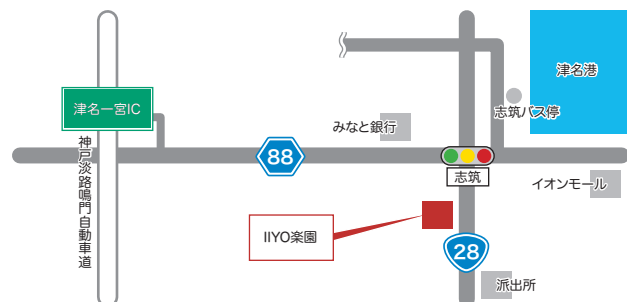 津名港
津名一宮IC
志筑バス停
みなと銀行
88
志筑
イオンモール
神戸淡路鳴門自動車道
IIYO楽園
28
派出所